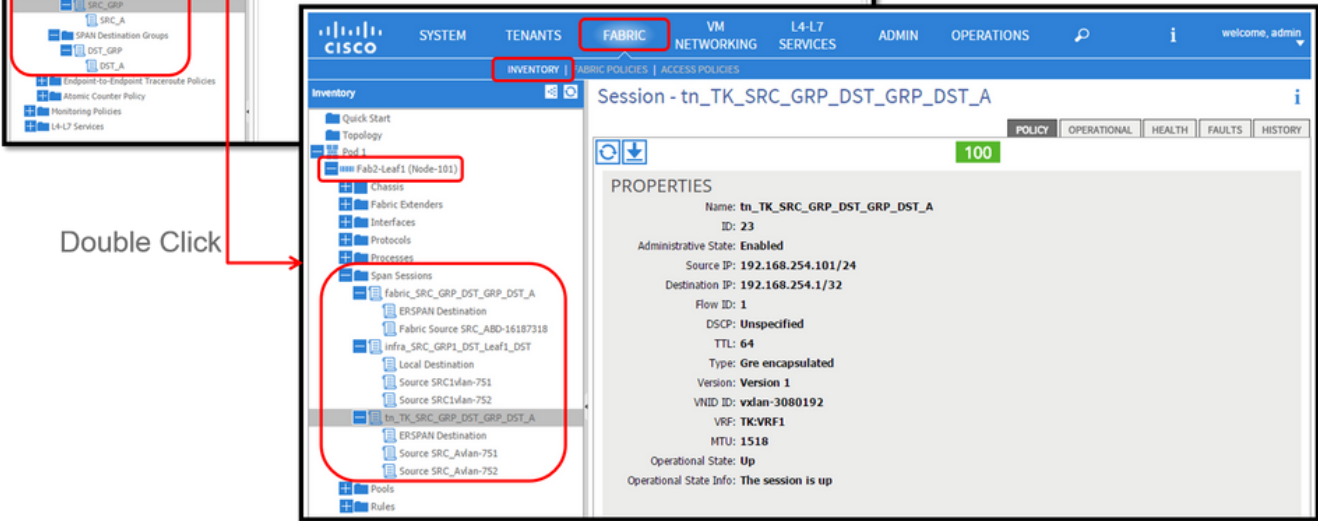 SRC_GRP
SRC_A
SPAN Destination Groups
DST_GRP
DST_A
Endpoint-to-Endpoint Traceroute Policies
Atomic Counter Policy
Monitoring Policies
L4-L7 Services
Double Click
CISCO
SYSTEM
TENANTS
FABRIC
VM NETWORKING
L4-L7 SERVICES
ADMIN
OPERATIONS
i
welcome, admin
INVENTORY | FABRIC POLICIES | ACCESS POLICIES
Inventory
Quick Start
Topology
Pod 1
Fab2-Leaf1 (Node-101)
Chassis
Fabric Extenders
Interfaces
Protocols
Processes
Span Sessions
fabric_SRC_GRP_DST_GRP_DST_A
ERSPAN Destination
Fabric Source SRC_ABD-16187318
infra_SRC_GRP1_DST_Leaf1_DST
Local Destination
Source SRC1vlan-751
Source SRC1vlan-752
tn_TK_SRC_GRP_DST_GRP_DST_A
ERSPAN Destination
Source SRC_Avlan-751
Source SRC_Avlan-752
Pools
Rules
Session - tn_TK_SRC_GRP_DST_GRP_DST_A
i
POLICY
OPERATIONAL
HEALTH
FAULTS
HISTORY
100
PROPERTIES
Name: tn_TK_SRC_GRP_DST_GRP_DST_A
ID: 23
Administrative State: Enabled
Source IP: 192.168.254.101/24
Destination IP: 192.168.254.1/32
Flow ID: 1
DSCP: Unspecified
TTL: 64
Type: Gre encapsulated
Version: Version 1
VNID ID: vxlan-3080192
VRF: TK:VRF1
MTU: 1518
Operational State: Up
Operational State Info: The session is up